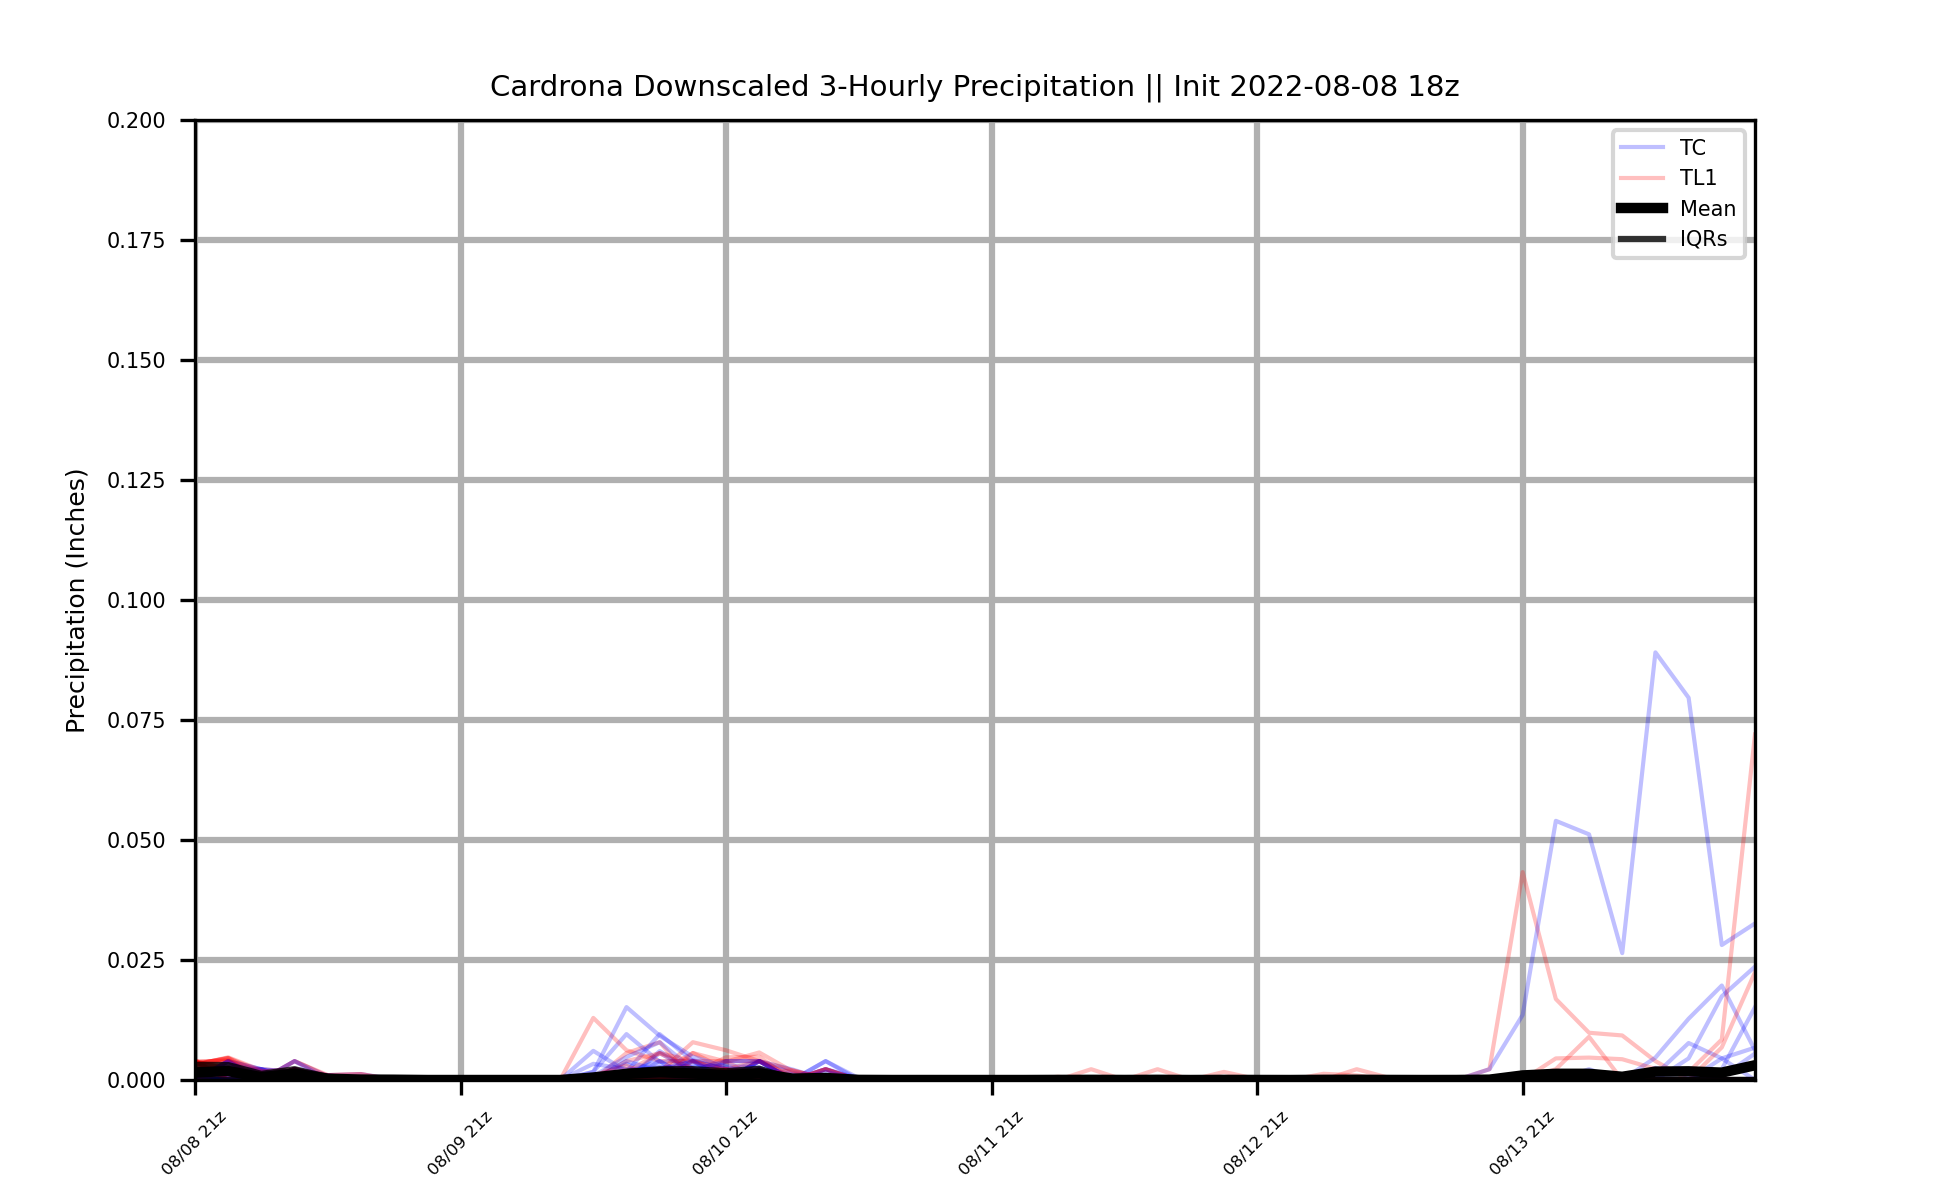 Cardrona Downscaled 3-Hourly Precipitation || Init 2022-08-08 18z
Precipitation (Inches)
0.200
0.175
0.150
0.125
0.100
0.075
0.050
0.025
0.000
TC
TL1
Mean
IQRs
08/08 21z
08/09 21z
08/10 21z
08/11 21z
08/12 21z
08/13 21z